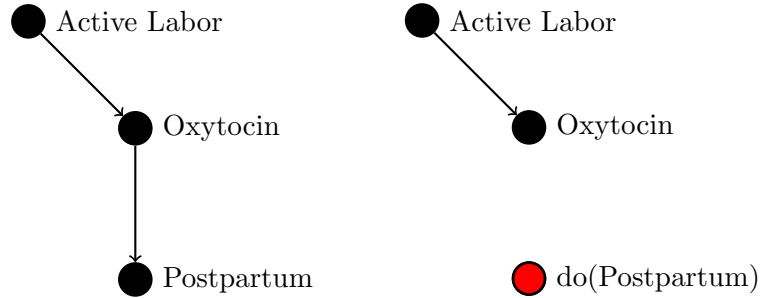 Active Labor
Oxytocin
Postpartum
Active Labor
Oxytocin
do(Postpartum)